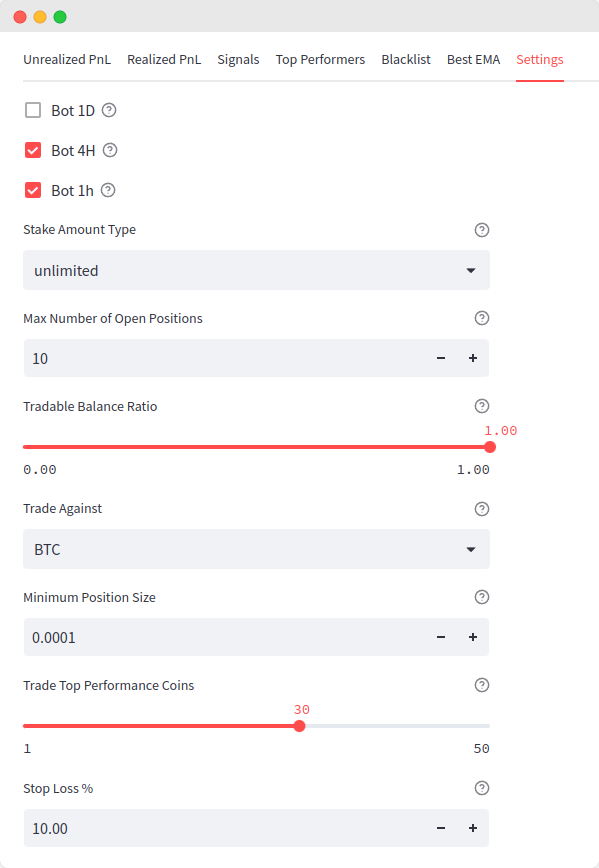 Unrealized PnL Realized PnL Signals Top Performers Blacklist Best EMA Settings
Bot 1D ?
Bot 4H ?
Bot 1h ?
Stake Amount Type ?
unlimited
Max Number of Open Positions ?
10 − +
Tradable Balance Ratio ?
1.00
0.00 1.00
Trade Against ?
BTC
Minimum Position Size ?
0.0001 − +
Trade Top Performance Coins ?
30
1 50
Stop Loss % ?
10.00 − +